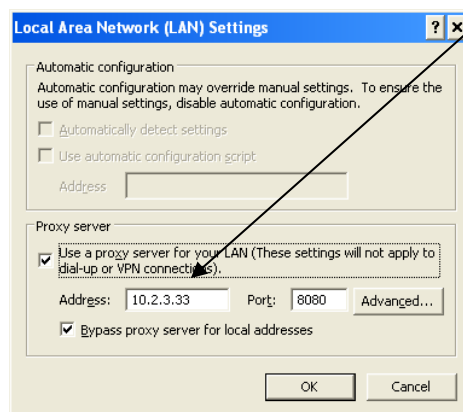 Local Area Network (LAN) Settings
Automatic configuration
Automatic configuration may override manual settings. To ensure the
use of manual settings, disable automatic configuration.
Automatically detect settings
Use automatic configuration script
Address
Proxy server
Use a proxy server for your LAN (These settings will not apply to
dial-up or VPN connections).
Address: 10.2.3.33 Port: 8080 Advanced...
Bypass proxy server for local addresses
OK Cancel